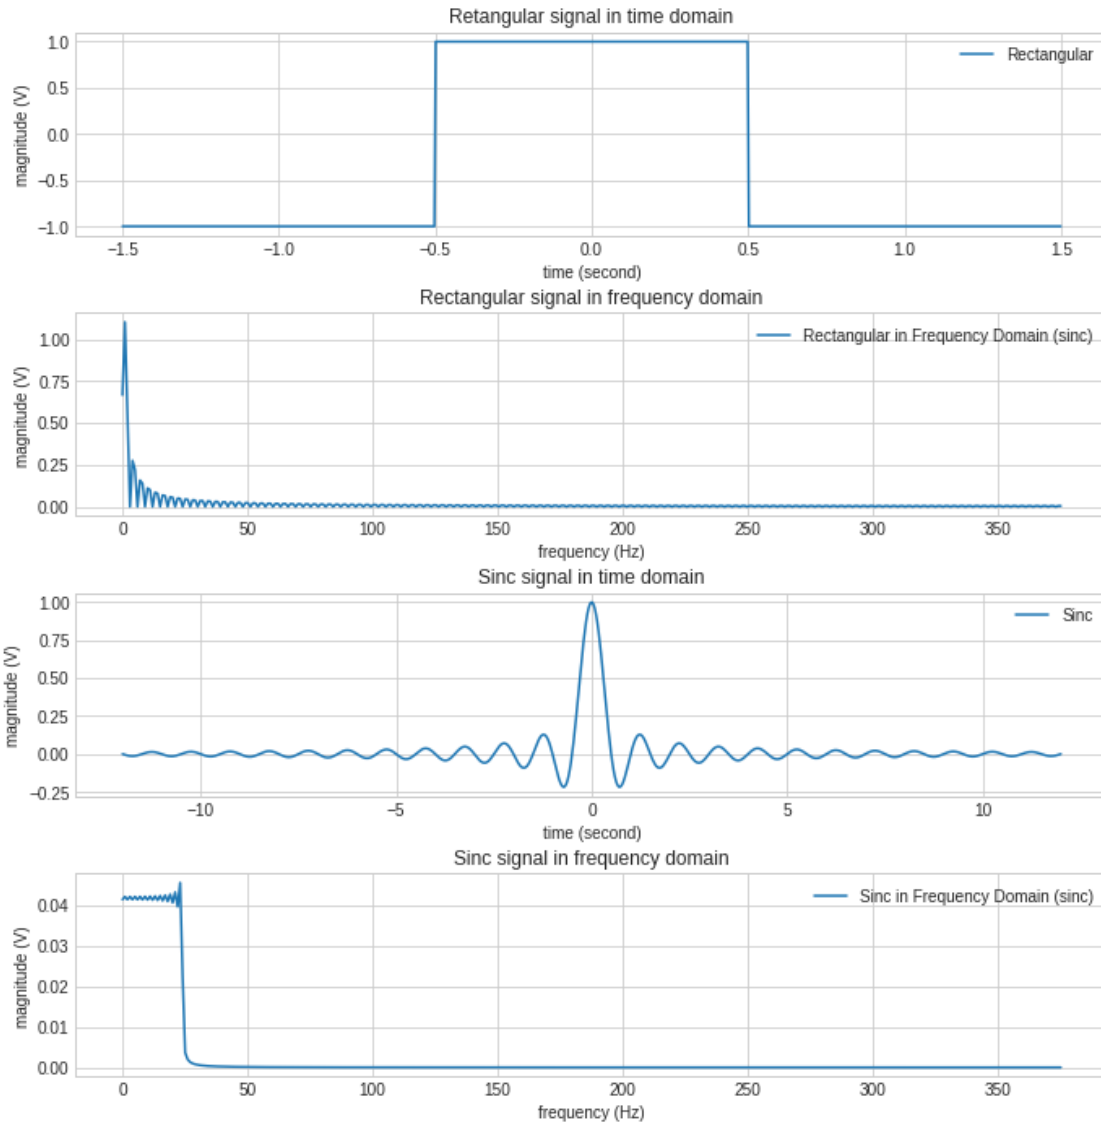 Retangular signal in time domain
Rectangular
1.0
0.5
0.0
−0.5
−1.0
magnitude (V)
−1.5 −1.0 −0.5 0.0 0.5 1.0 1.5
time (second)
Rectangular signal in frequency domain
Rectangular in Frequency Domain (sinc)
1.00
0.75
0.50
0.25
0.00
magnitude (V)
0 50 100 150 200 250 300 350
frequency (Hz)
Sinc signal in time domain
Sinc
1.00
0.75
0.50
0.25
0.00
−0.25
magnitude (V)
−10 −5 0 5 10
time (second)
Sinc signal in frequency domain
Sinc in Frequency Domain (sinc)
0.04
0.03
0.02
0.01
0.00
magnitude (V)
0 50 100 150 200 250 300 350
frequency (Hz)